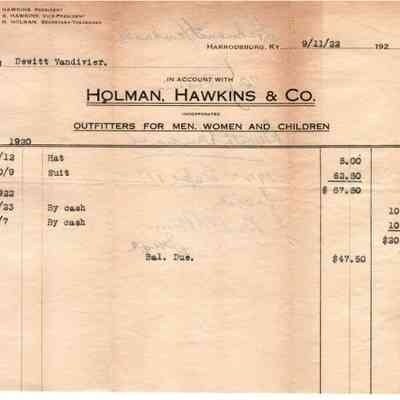 HAWKINS, PRESIDENT
HAWKINS, VICE-PRESIDENT
H. HOLMAN, SECRETARY-TREASURER
HARRODSBURG, KY. 9/11/22 192
Dewitt Vandivier.
IN ACCOUNT WITH
HOLMAN, HAWKINS & CO.
INCORPORATED
OUTFITTERS FOR MEN, WOMEN AND CHILDREN
1920
/12 Hat 5.00
0/9 Suit 62.50
922 $ 67.50
/23 By cash 10
/7 By cash 10
$20
Bal. Due. $47.50